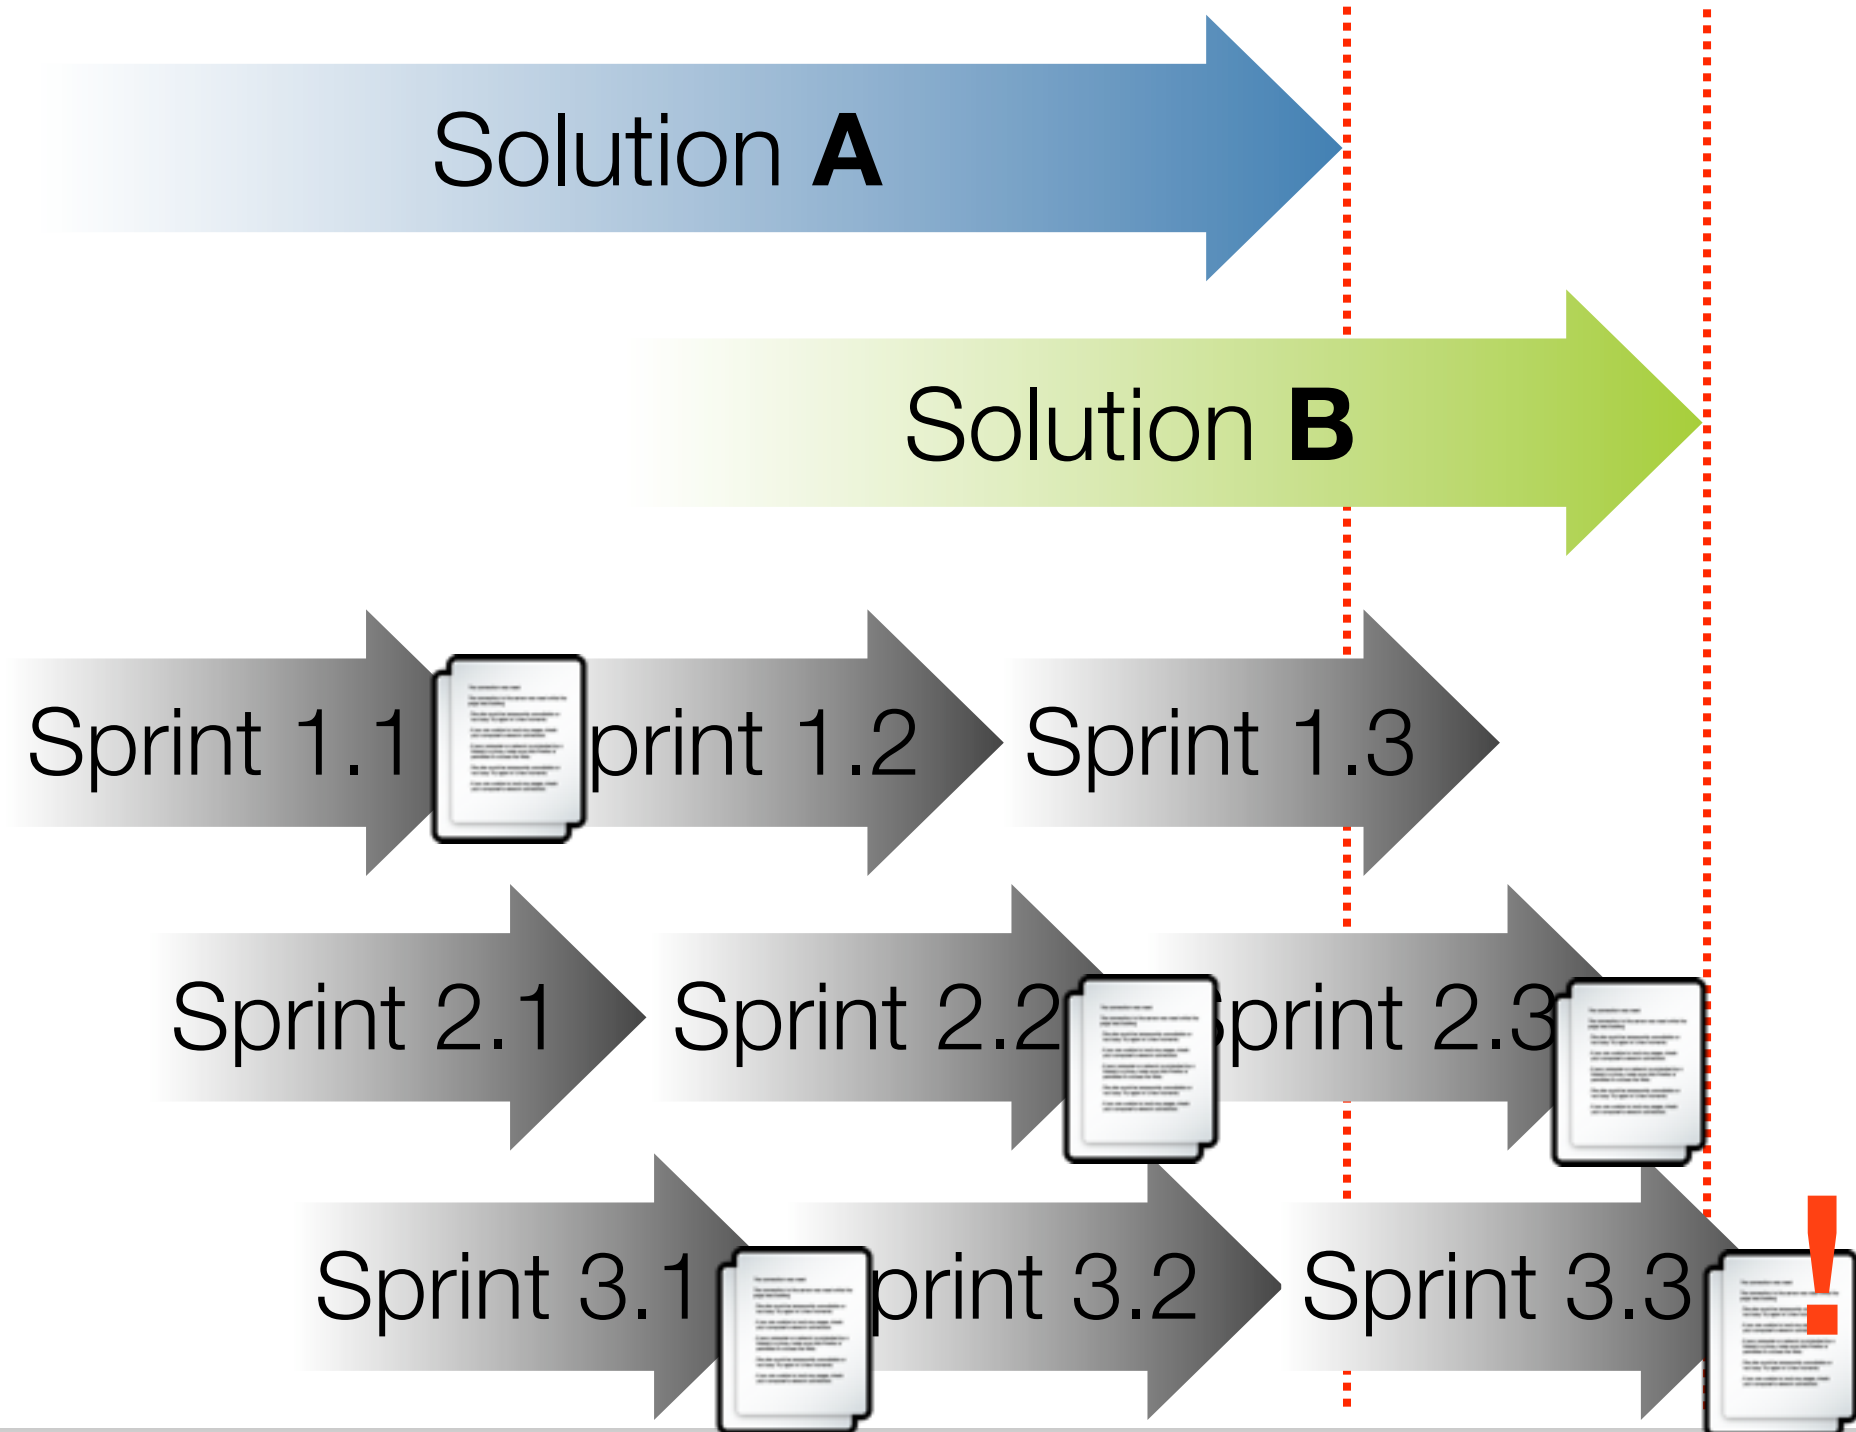 Solution A
Solution B
Sprint 1.1
print 1.2
Sprint 1.3
Sprint 2.1
Sprint 2.2
Sprint 2.3
Sprint 3.1
print 3.2
Sprint 3.3
!